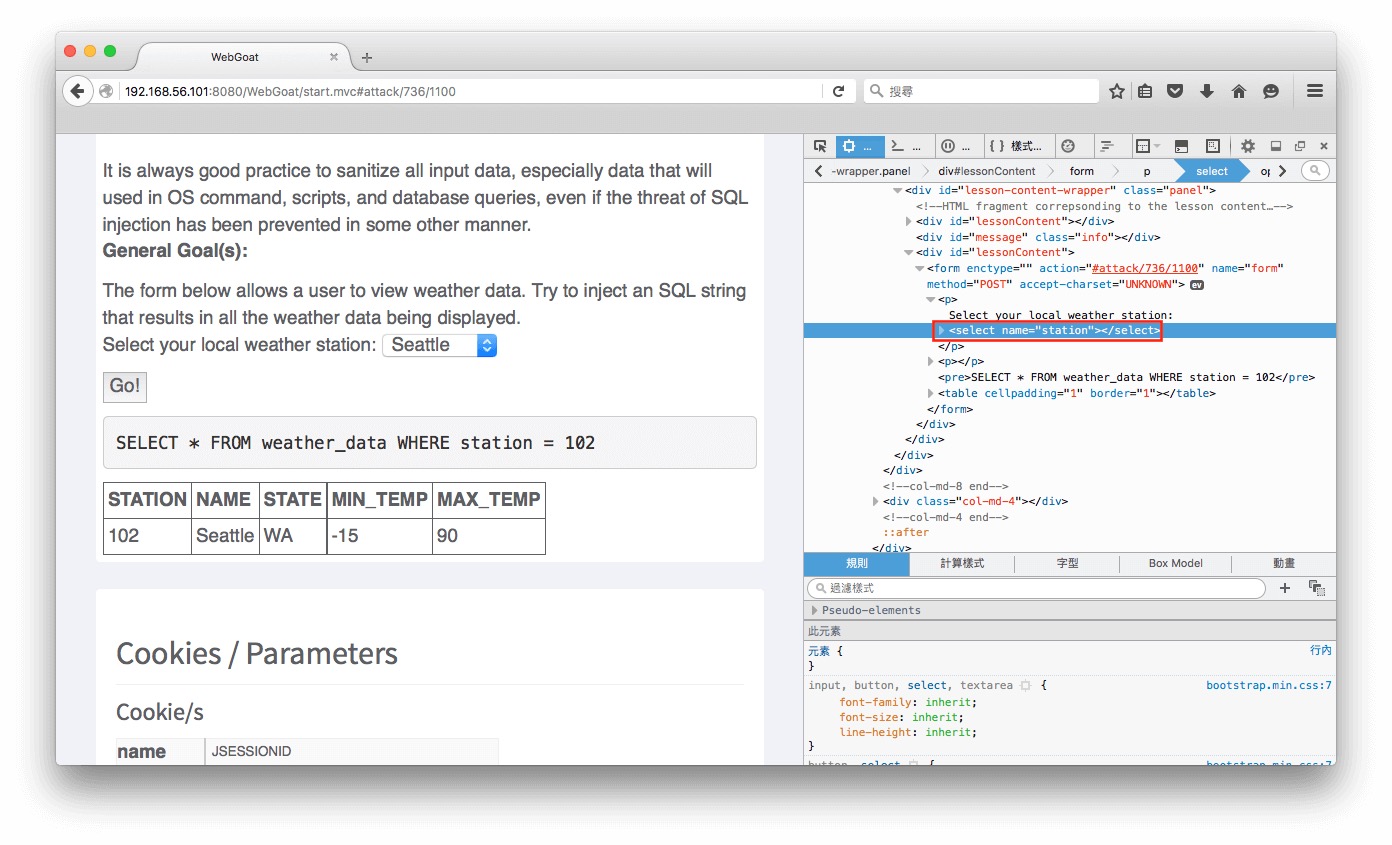 WebGoat
192.168.56.101:8080/WebGoat/start.mvc#attack/736/1100
搜尋
It is always good practice to sanitize all input data, especially data that will
used in OS command, scripts, and database queries, even if the threat of SQL
injection has been prevented in some other manner.
General Goal(s):
The form below allows a user to view weather data. Try to inject an SQL string
that results in all the weather data being displayed.
Select your local weather station: Seattle
Go!
SELECT * FROM weather_data WHERE station = 102
STATION NAME STATE MIN_TEMP MAX_TEMP
102 Seattle WA -15 90
Cookies / Parameters
Cookie/s
name JSESSIONID
... ... ... { } 樣式...
-wrapper.panel div#lessonContent form p select
<div id="lesson-content-wrapper" class="panel">
<!--HTML fragment correpsonding to the lesson content…-->
<div id="lessonContent"></div>
<div id="message" class="info"></div>
<div id="lessonContent">
<form enctype="" action="#attack/736/1100" name="form"
method="POST" accept-charset="UNKNOWN"> ev
<p>
Select your local weather station:
<select name="station"></select>
</p>
<p></p>
<pre>SELECT * FROM weather_data WHERE station = 102</pre>
<table cellpadding="1" border="1"></table>
</form>
</div>
</div>
</div>
</div>
<!--col-md-8 end-->
<div class="col-md-4"></div>
<!--col-md-4 end-->
::after
</div>
規則 計算樣式 字型 Box Model 動畫
過濾樣式
Pseudo-elements
此元素
元素 { 行內
}
input, button, select, textarea { bootstrap.min.css:7
font-family: inherit;
font-size: inherit;
line-height: inherit;
}
button, select { bootstrap.min.css:7